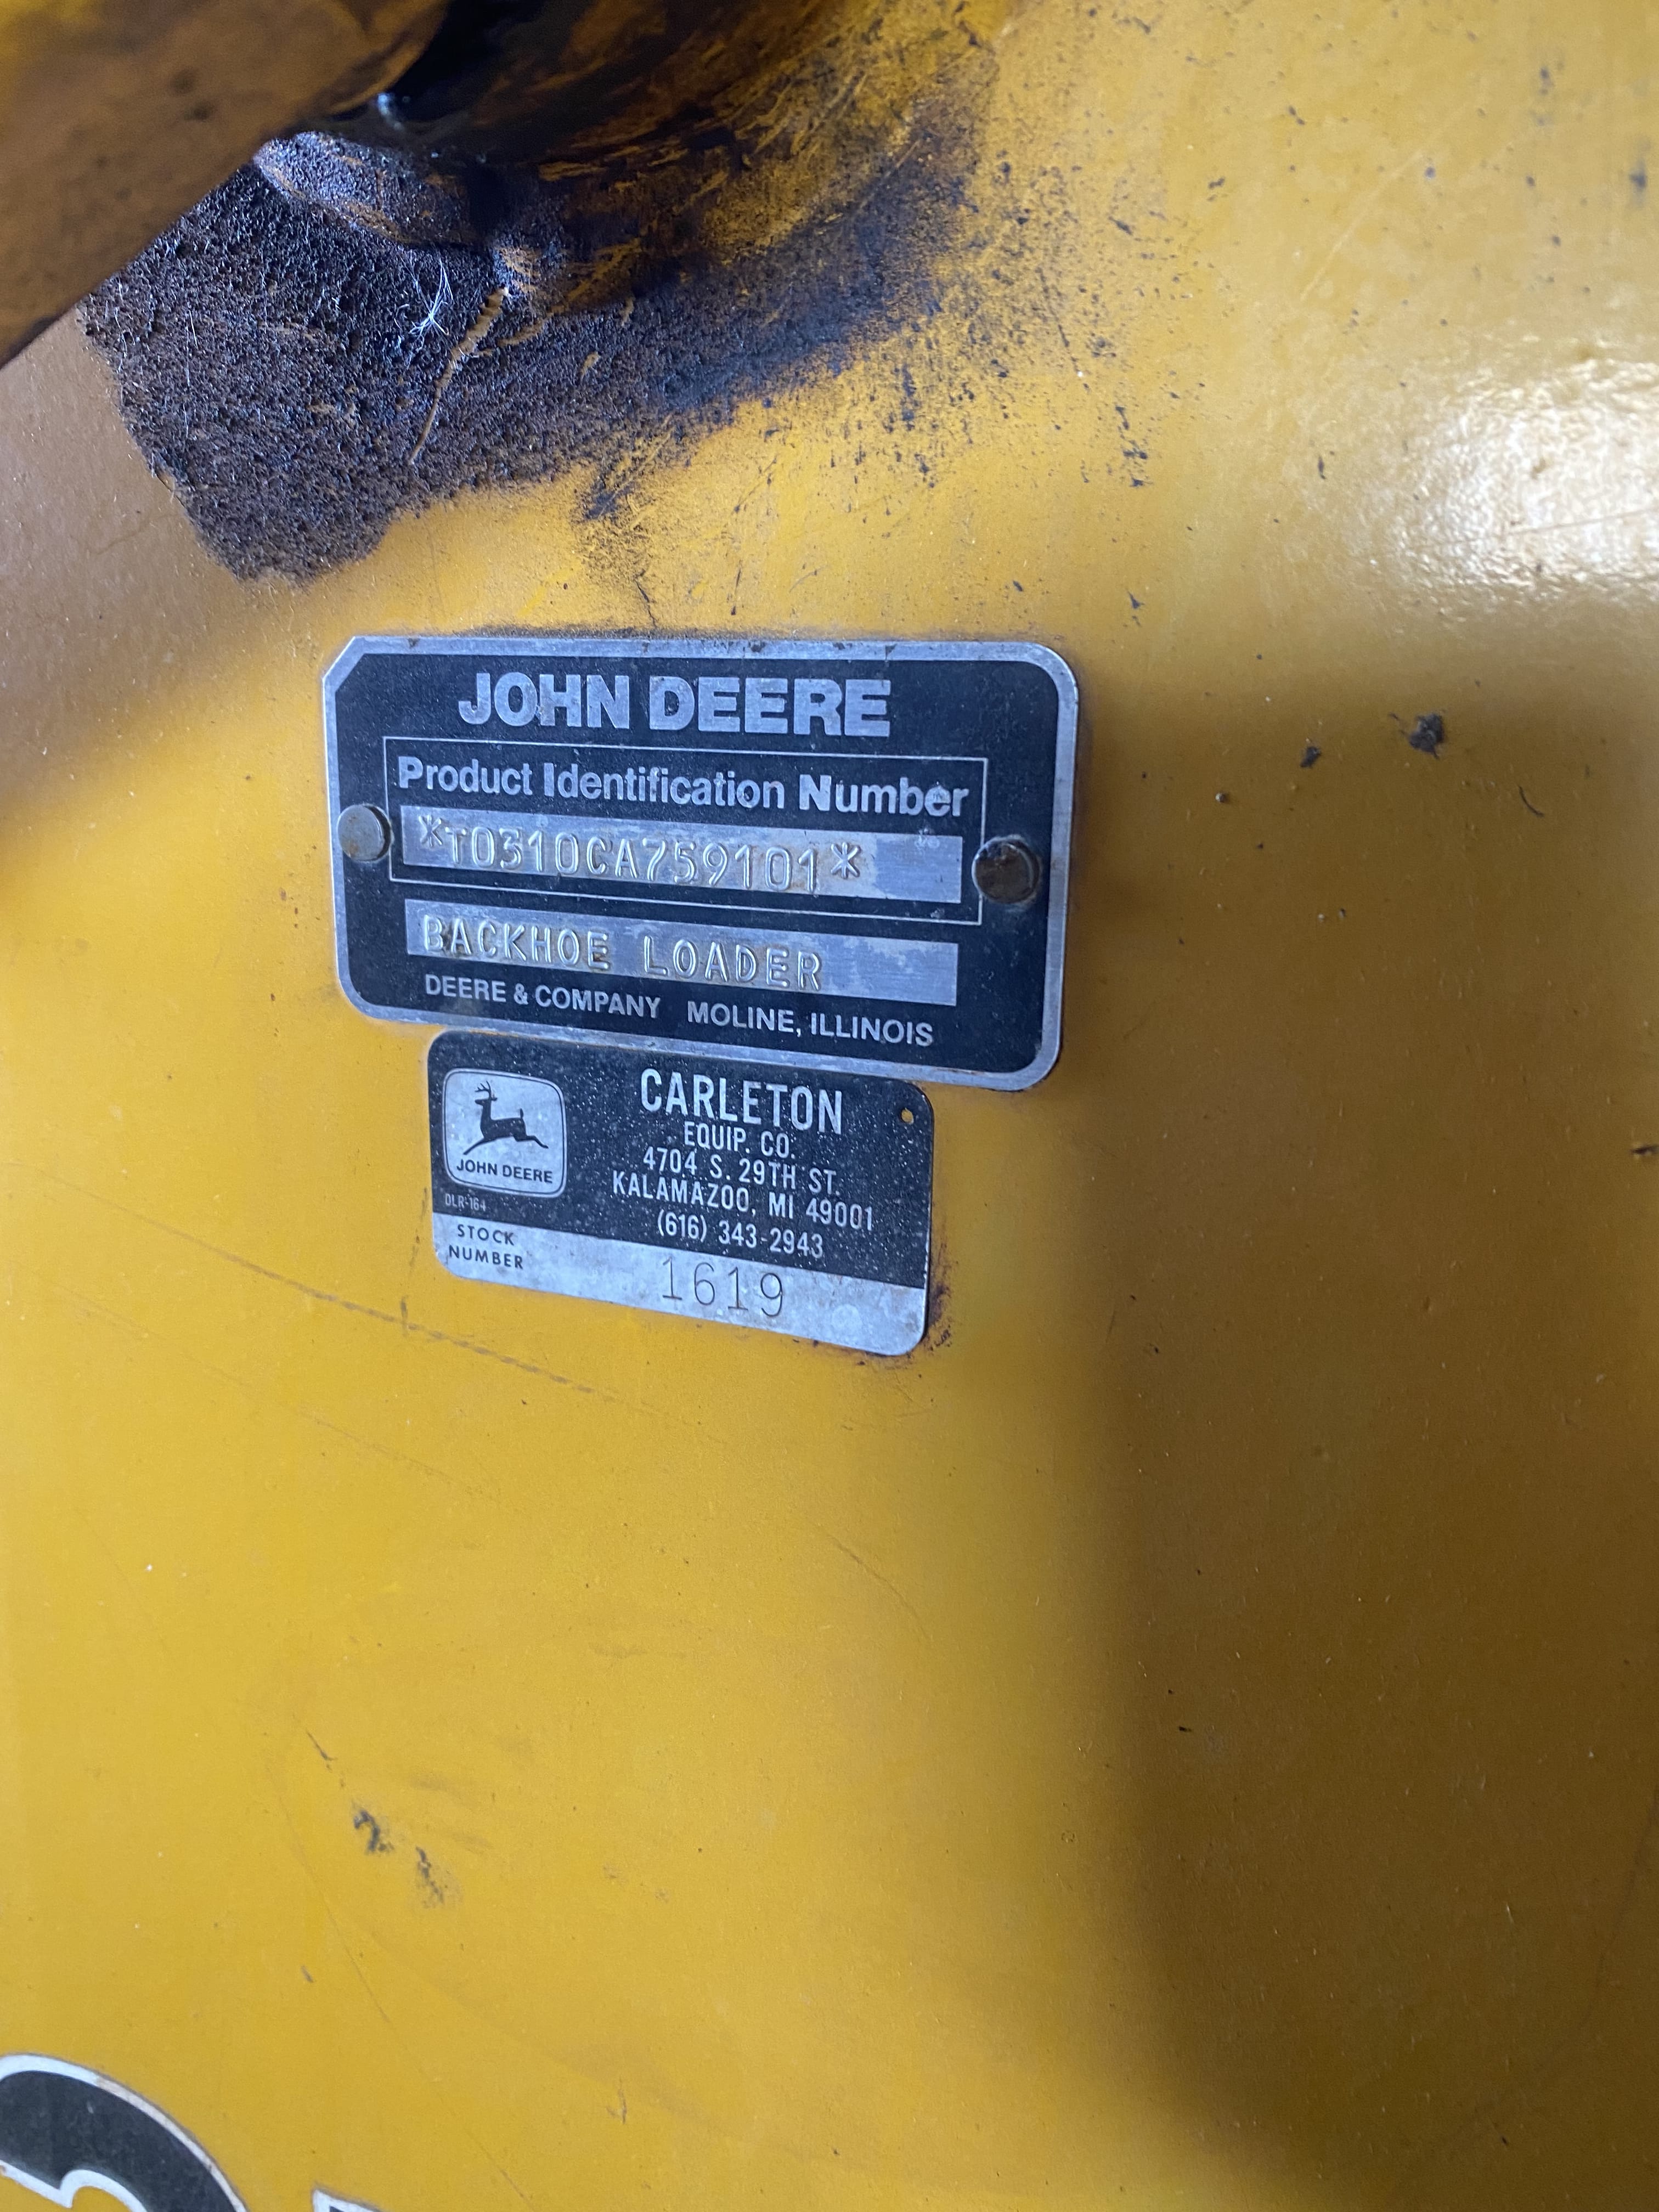 JOHN DEERE
Product Identification Number
*T0310CA759101*
BACKHOE LOADER
DEERE & COMPANY MOLINE, ILLINOIS
CARLETON
EQUIP. CO.
4704 S. 29TH ST.
KALAMAZOO, MI 49001
(616) 343-2943
JOHN DEERE
DLR-164
STOCK
NUMBER
1619